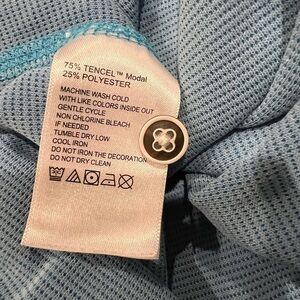 75% TENCEL™ Modal
25% POLYESTER
MACHINE WASH COLD
WITH LIKE COLORS INSIDE OUT
GENTLE CYCLE
NON CHLORINE BLEACH
IF NEEDED
TUMBLE DRY LOW
COOL IRON
DO NOT IRON THE DECORATION
DO NOT DRY CLEAN